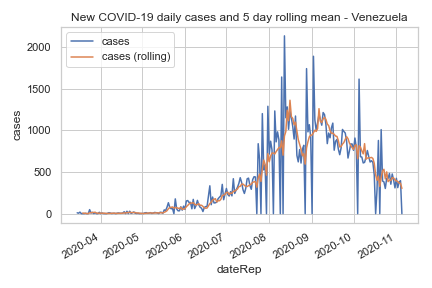 New COVID-19 daily cases and 5 day rolling mean - Venezuela
cases
cases (rolling)
2000
1500
1000
500
0
cases
2020-04
2020-05
2020-06
2020-07
2020-08
2020-09
2020-10
2020-11
dateRep